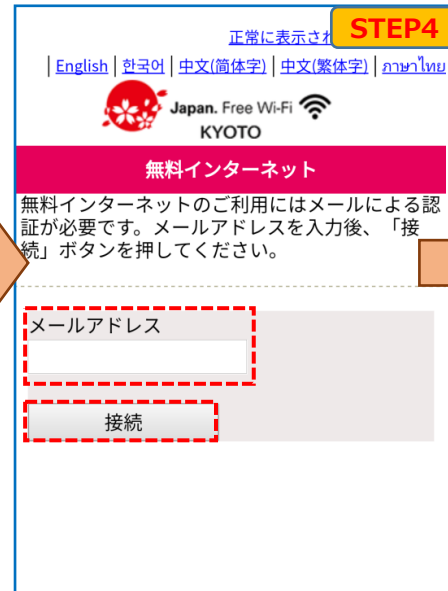 STEP4
正常に表示され
| English | 한국어 | 中文(简体字) | 中文(繁体字) | ภาษาไทย
Japan. Free Wi-Fi
KYOTO
無料インターネット
無料インターネットのご利用にはメールによる認
証が必要です。メールアドレスを入力後、「接
続」ボタンを押してください。
メールアドレス
接続